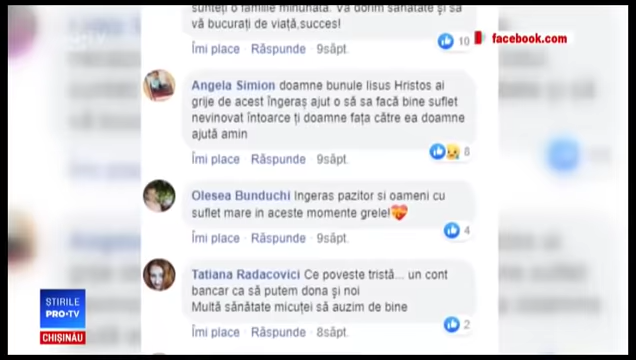 sunteți o familie minunată. Vă dorim sănătate și să
vă bucurați de viață,succes!
Îmi place · Răspunde · 9săpt.
10
facebook.com
Angela Simion doamne bunule Iisus Hristos ai
grije de acest îngeraș ajut o să sa facă bine suflet
nevinovat întoarce ți doamne fața către ea doamne
ajută amin
Îmi place · Răspunde · 9săpt.
8
Olesea Bunduchi Ingeras pazitor si oameni cu
suflet mare in aceste momente grele!
Îmi place · Răspunde · 9săpt.
4
Tatiana Radacovici Ce poveste tristă... un cont
bancar ca să putem dona și noi
Multă sănătate micuței să auzim de bine
Îmi place · Răspunde · 8săpt.
2
ȘTIRILE
PRO•TV
CHIȘINĂU